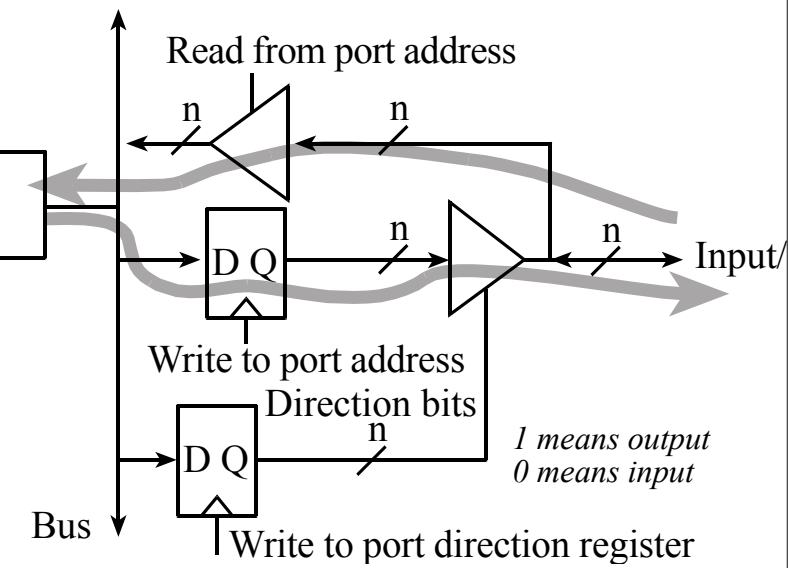 Read from port address
n
n
D Q
n
n
Input/
Write to port address
Direction bits
n
D Q
1 means output
0 means input
Bus
Write to port direction register